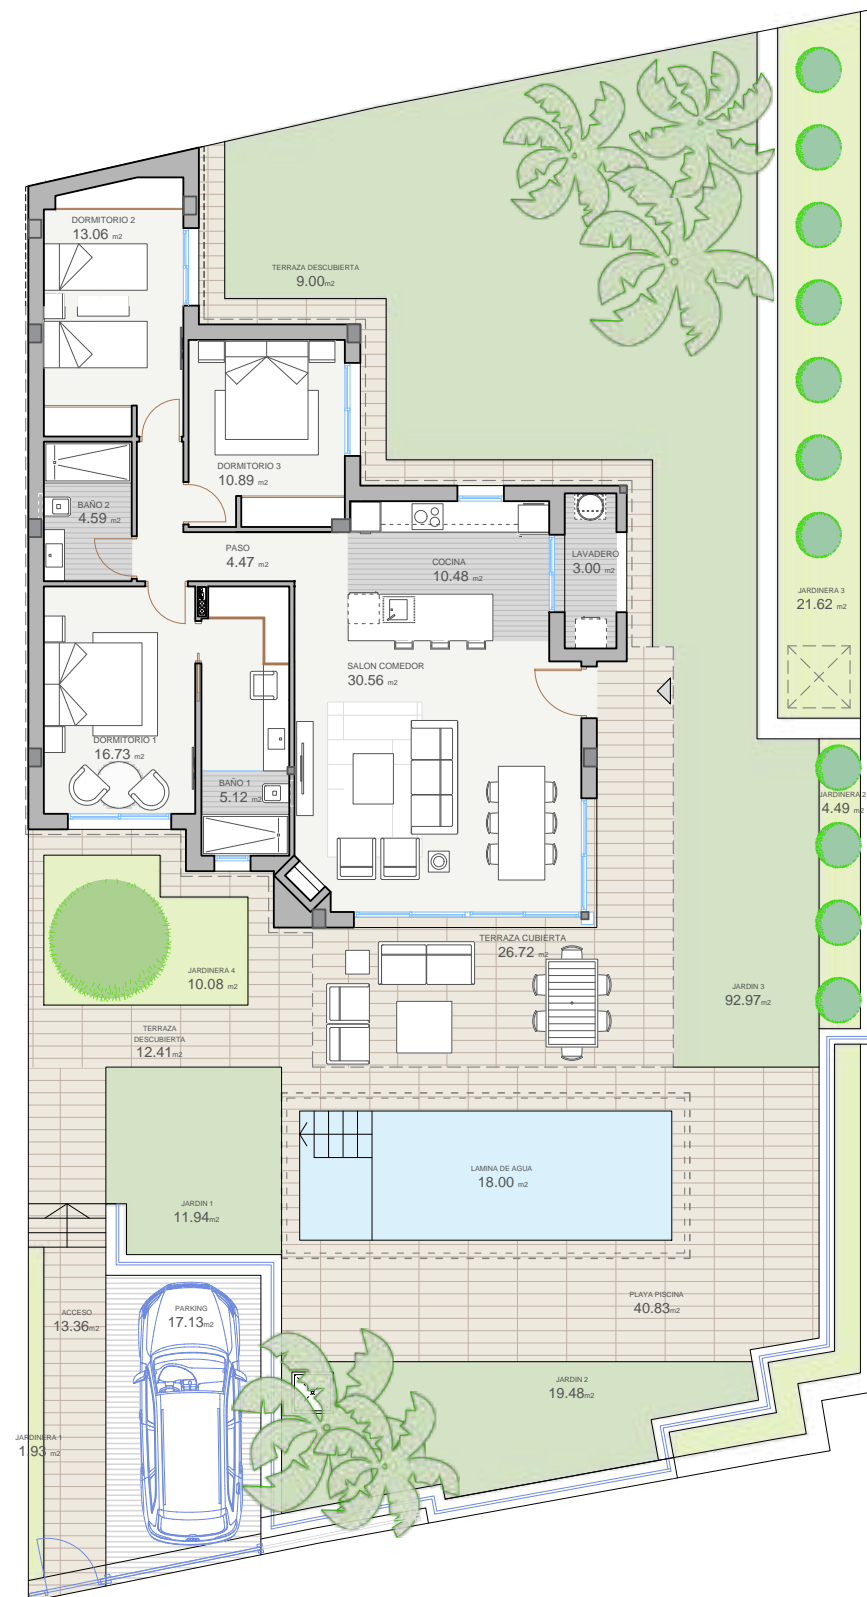 DORMITORIO 2
13.06 m2
TERRAZA DESCUBIERTA
9.00m2
DORMITORIO 3
10.89 m2
BAÑO 2
4.59 m2
PASO
4.47 m2
COCINA
10.48 m2
LAVADERO
3.00 m2
JARDINERA 3
21.62 m2
SALON COMEDOR
30.56 m2
DORMITORIO 1
16.73 m2
BAÑO 1
5.12 m2
JARDINERA 2
4.49 m2
TERRAZA CUBIERTA
26.72 m2
JARDINERA 4
10.08 m2
JARDIN 3
92.97m2
TERRAZA
DESCUBIERTA
12.41m2
LAMINA DE AGUA
18.00 m2
JARDIN 1
11.94m2
PLAYA PISCINA
40.83m2
ACCESO
13.36m2
PARKING
17.13m2
JARDIN 2
19.48m2
JARDINERA 1
1.93 m2